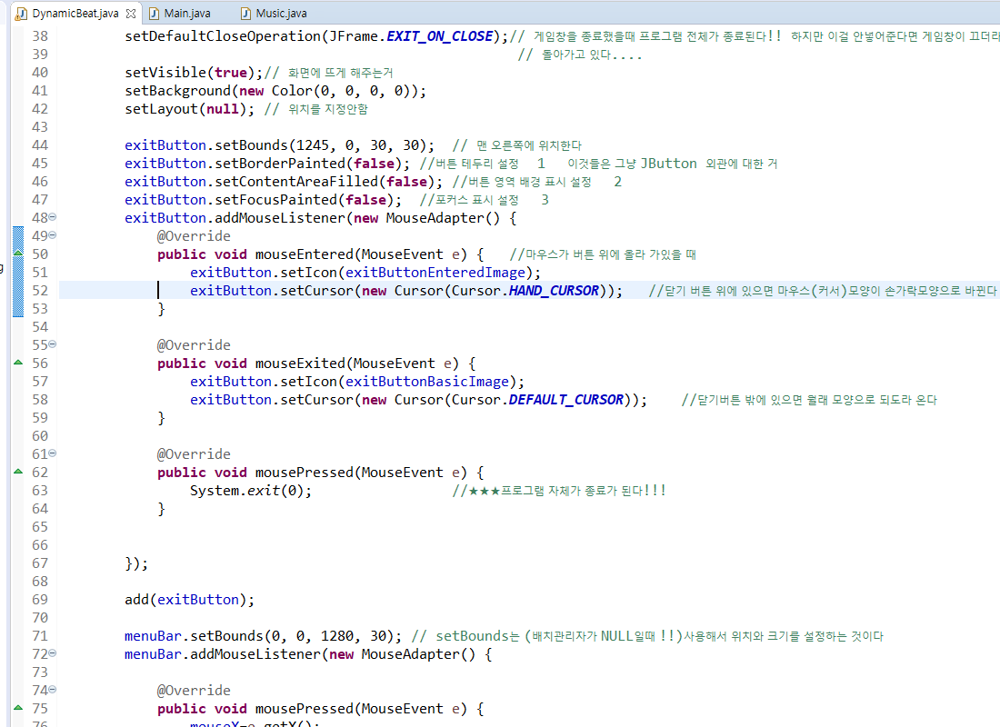 DynamicBeat.java Main.java Music.java
38 setDefaultCloseOperation(JFrame.EXIT_ON_CLOSE);// 게임창을 종료했을때 프로그램 전체가 종료된다!! 하지만 이걸 안넣어준다면 게임창이 끄더라
39 // 돌아가고 있다....
40 setVisible(true);// 화면에 뜨게 해주는거
41 setBackground(new Color(0, 0, 0, 0));
42 setLayout(null); // 위치를 지정안함
43
44 exitButton.setBounds(1245, 0, 30, 30); // 맨 오른쪽에 위치한다
45 exitButton.setBorderPainted(false); //버튼 테두리 설정 1 이것들은 그냥 JButton 외관에 대한 거
46 exitButton.setContentAreaFilled(false); //버튼 영역 배경 표시 설정 2
47 exitButton.setFocusPainted(false); //포커스 표시 설정 3
48 exitButton.addMouseListener(new MouseAdapter() {
49 @Override
50 public void mouseEntered(MouseEvent e) { //마우스가 버튼 위에 올라 가있을 때
51 exitButton.setIcon(exitButtonEnteredImage);
52 exitButton.setCursor(new Cursor(Cursor.HAND_CURSOR)); //닫기 버튼 위에 있으면 마우스(커서)모양이 손가락모양으로 바뀐다
53 }
54
55 @Override
56 public void mouseExited(MouseEvent e) {
57 exitButton.setIcon(exitButtonBasicImage);
58 exitButton.setCursor(new Cursor(Cursor.DEFAULT_CURSOR)); //닫기버튼 밖에 있으면 월래 모양으로 되도라 온다
59 }
60
61 @Override
62 public void mousePressed(MouseEvent e) {
63 System.exit(0); //★★★프로그램 자체가 종료가 된다!!!
64 }
65
66
67 });
68
69 add(exitButton);
70
71 menuBar.setBounds(0, 0, 1280, 30); // setBounds는 (배치관리자가 NULL일때 !!)사용해서 위치와 크기를 설정하는 것이다
72 menuBar.addMouseListener(new MouseAdapter() {
73
74 @Override
75 public void mousePressed(MouseEvent e) {
76 mouseX=e.getX();